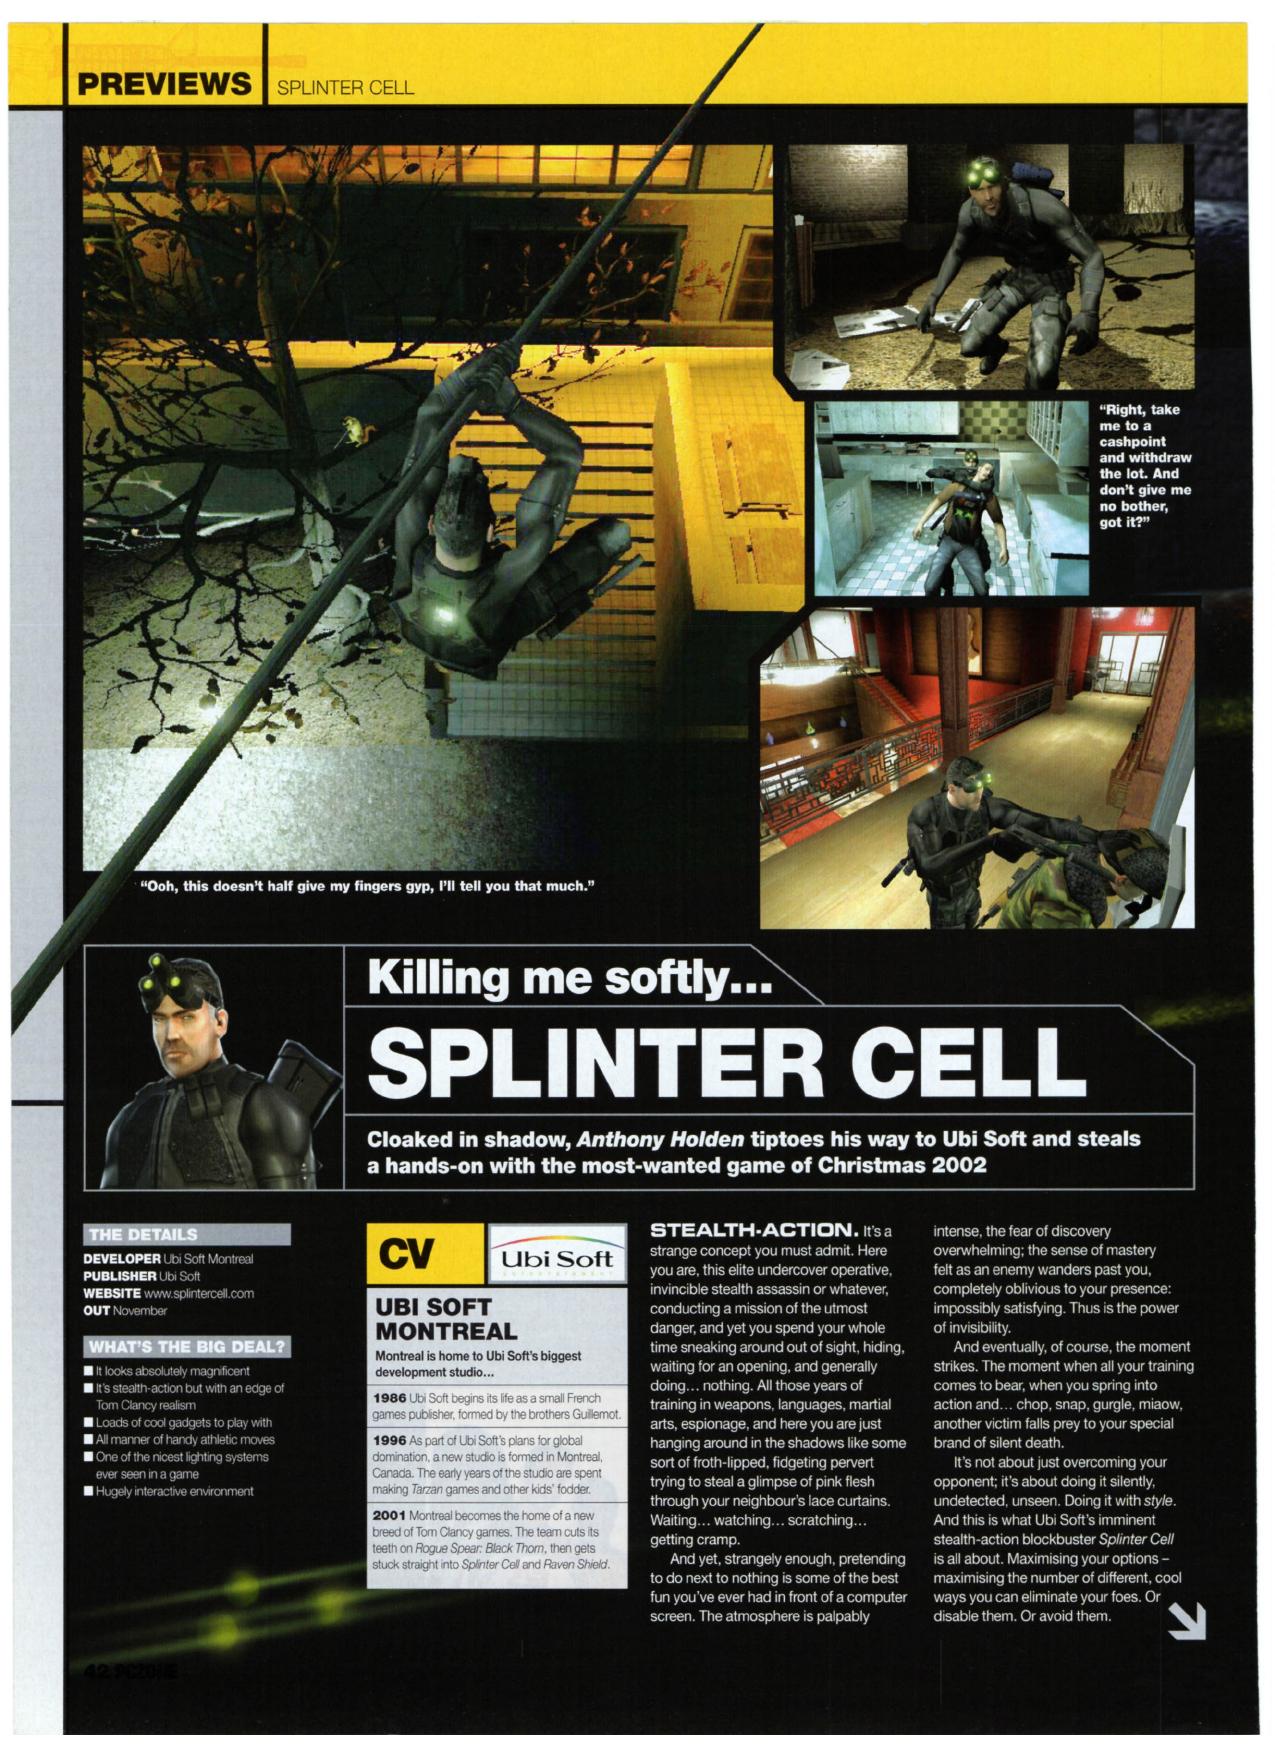 PREVIEWS SPLINTER CELL
"Right, take
me to a
cashpoint
and withdraw
the lot. And
don't give me
no bother,
got it?"
"Ooh, this doesn't half give my fingers gyp, I'll tell you that much."
Killing me softly...
SPLINTER CELL
Cloaked in shadow, Anthony Holden tiptoes his way to Ubi Soft and steals
a hands-on with the most-wanted game of Christmas 2002
THE DETAILS
DEVELOPER Ubi Soft Montreal
PUBLISHER Ubi Soft
WEBSITE www.splintercell.com
OUT November
WHAT'S THE BIG DEAL?
It looks absolutely magnificent
It's stealth-action but with an edge of
Tom Clancy realism
Loads of cool gadgets to play with
All manner of handy athletic moves
One of the nicest lighting systems
ever seen in a game
Hugely interactive environment
CV
Ubi Soft
ENTERTAINMENT
UBI SOFT
MONTREAL
Montreal is home to Ubi Soft's biggest
development studio...
1986 Ubi Soft begins its life as a small French
games publisher, formed by the brothers Guillemot.
1996 As part of Ubi Soft's plans for global
domination, a new studio is formed in Montreal,
Canada. The early years of the studio are spent
making Tarzan games and other kids' fodder.
2001 Montreal becomes the home of a new
breed of Tom Clancy games. The team cuts its
teeth on Rogue Spear: Black Thorn, then gets
stuck straight into Splinter Cell and Raven Shield.
STEALTH-ACTION. It's a
strange concept you must admit. Here
you are, this elite undercover operative,
invincible stealth assassin or whatever,
conducting a mission of the utmost
danger, and yet you spend your whole
time sneaking around out of sight, hiding,
waiting for an opening, and generally
doing... nothing. All those years of
training in weapons, languages, martial
arts, espionage, and here you are just
hanging around in the shadows like some
sort of froth-lipped, fidgeting pervert
trying to steal a glimpse of pink flesh
through your neighbour's lace curtains.
Waiting... watching... scratching...
getting cramp.
And yet, strangely enough, pretending
to do next to nothing is some of the best
fun you've ever had in front of a computer
screen. The atmosphere is palpably
intense, the fear of discovery
overwhelming; the sense of mastery
felt as an enemy wanders past you,
completely oblivious to your presence:
impossibly satisfying. Thus is the power
of invisibility.
And eventually, of course, the moment
strikes. The moment when all your training
comes to bear, when you spring into
action and... chop, snap, gurgle, miaow,
another victim falls prey to your special
brand of silent death.
It's not about just overcoming your
opponent; it's about doing it silently,
undetected, unseen. Doing it with style.
And this is what Ubi Soft's imminent
stealth-action blockbuster Splinter Cell
is all about. Maximising your options –
maximising the number of different, cool
ways you can eliminate your foes. Or
disable them. Or avoid them.
42 PCZONE